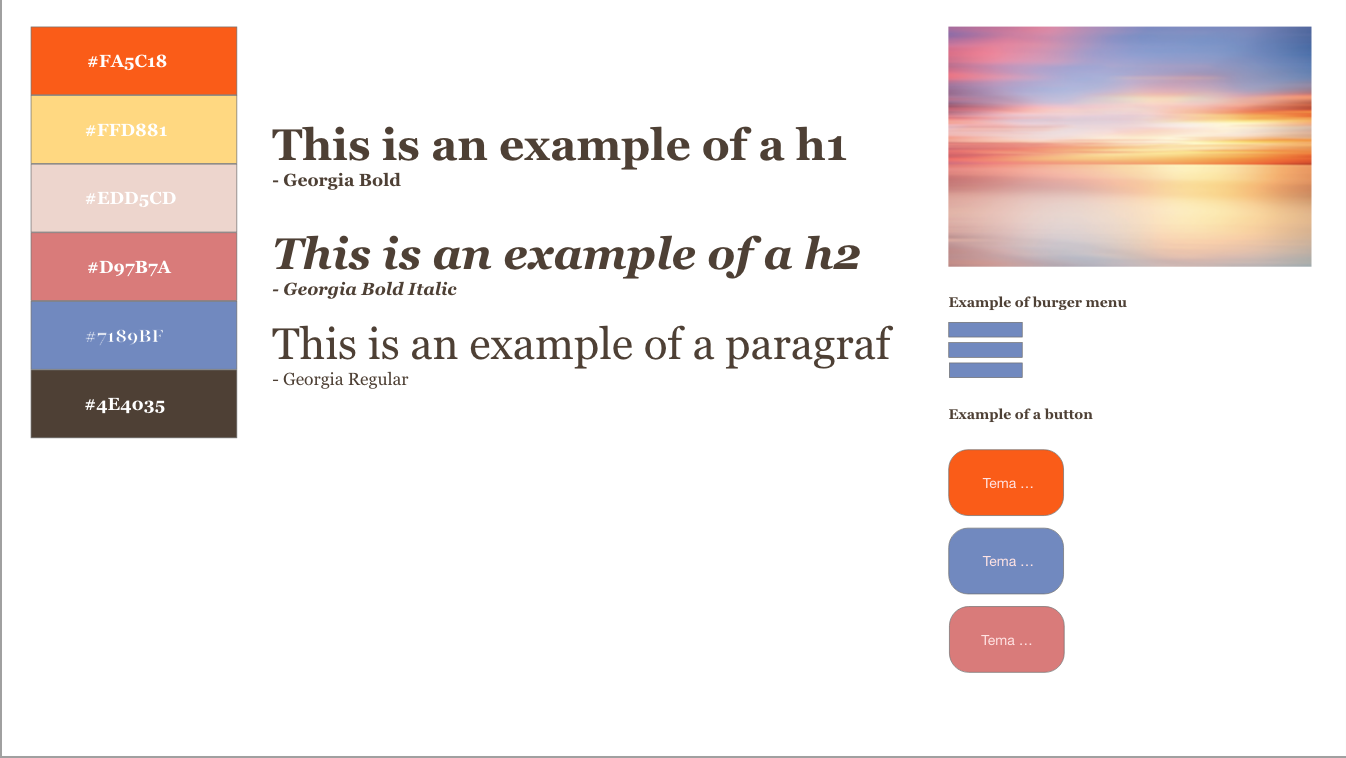 #FA5C18
#FFD881
#EDD5CD
#D97B7A
#7189BF
#4E4035
This is an example of a h1
- Georgia Bold
This is an example of a h2
- Georgia Bold Italic
This is an example of a paragraf
- Georgia Regular
Example of burger menu
Example of a button
Tema ...
Tema ...
Tema ...